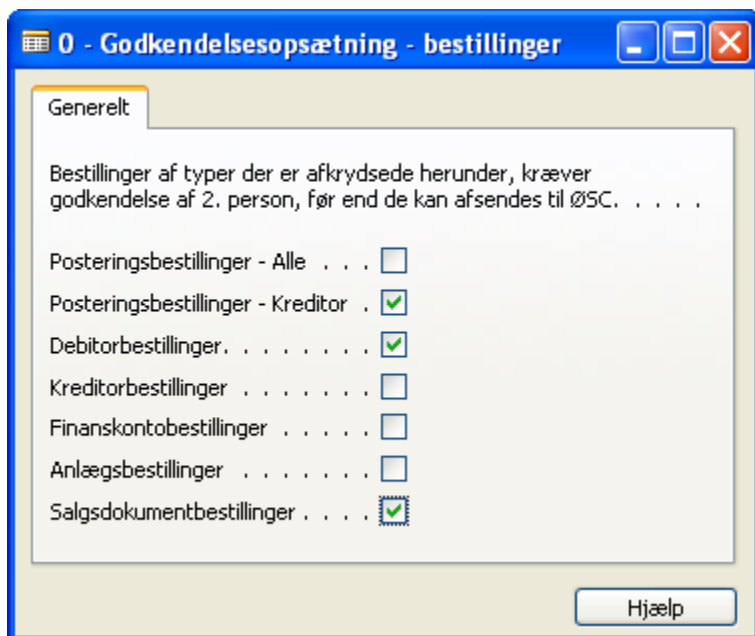 0 - Godkendelsesopsætning - bestillinger
Generelt
Bestillinger af typer der er afkrydsede herunder, kræver
godkendelse af 2. person, før end de kan afsendes til ØSC. . . . .
Posteringsbestillinger - Alle . . .
Posteringsbestillinger - Kreditor .
Debitorbestillinger. . . . . . . .
Kreditorbestillinger . . . . . . .
Finanskontobestillinger . . . . .
Anlægsbestillinger . . . . . . .
Salgsdokumentbestillinger . . . .
Hjælp